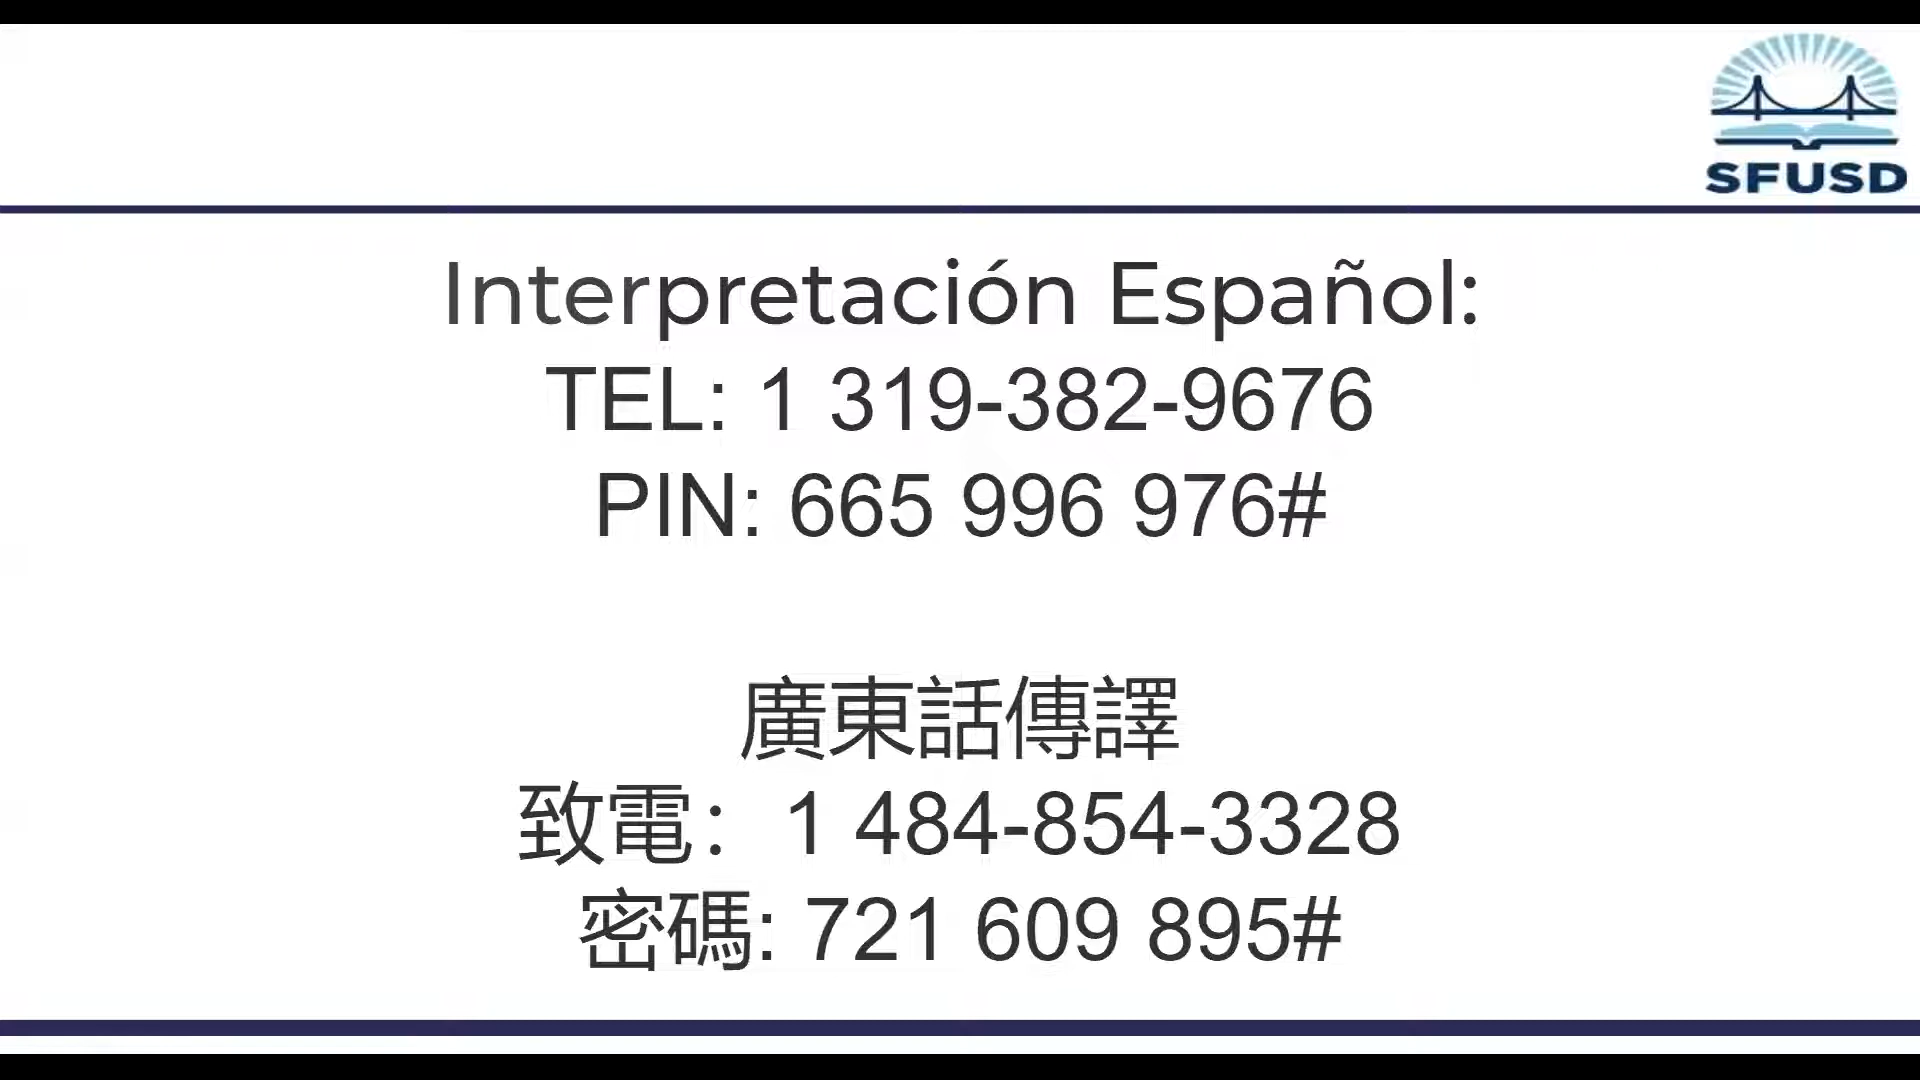 SFUSD
Interpretación Español:
TEL: 1 319-382-9676
PIN: 665 996 976#
廣東話傳譯
致電：1 484-854-3328
密碼: 721 609 895#